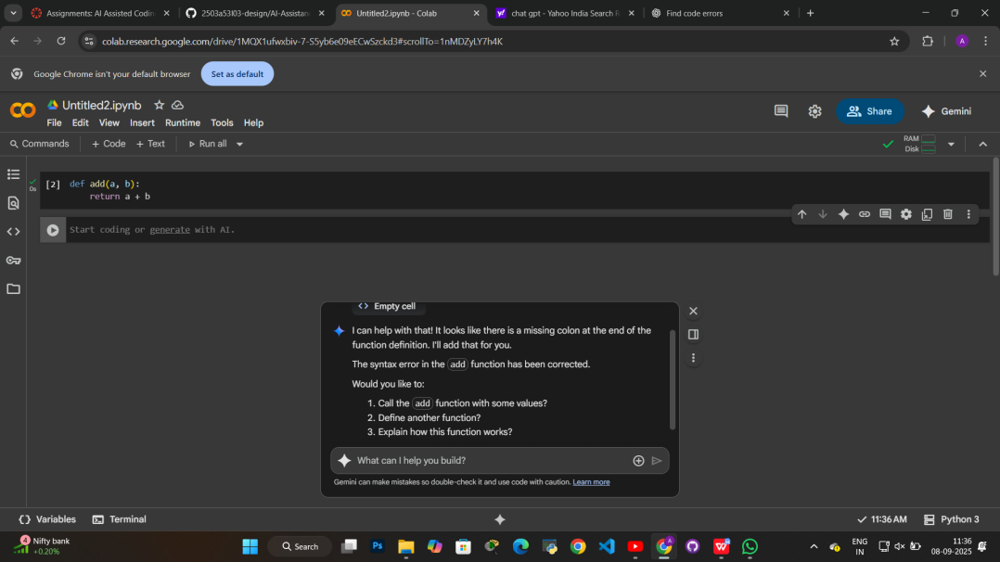 Assignments: AI Assisted Codin
2503a53l03-design/AI-Assistan
Untitled2.ipynb - Colab
chat gpt - Yahoo India Search R
Find code errors
colab.research.google.com/drive/1MQX1ufwxbiv-7-S5yb6e09eECwSzckd3#scrollTo=1nMDZyLY7h4K
A
Google Chrome isn't your default browser
Set as default
Untitled2.ipynb
File Edit View Insert Runtime Tools Help
Share
Gemini
Commands
+ Code + Text
Run all
RAM
Disk
[2] def add(a, b):
return a + b
0s
Start coding or generate with AI.
Empty cell
I can help with that! It looks like there is a missing colon at the end of the
function definition. I'll add that for you.
The syntax error in the add function has been corrected.
Would you like to:
1. Call the add function with some values?
2. Define another function?
3. Explain how this function works?
What can I help you build?
Gemini can make mistakes so double-check it and use code with caution. Learn more
Variables
Terminal
11:36 AM
Python 3
4
Nifty bank
+0.20%
Search
Ps
ENG
IN
11:36
08-09-2025